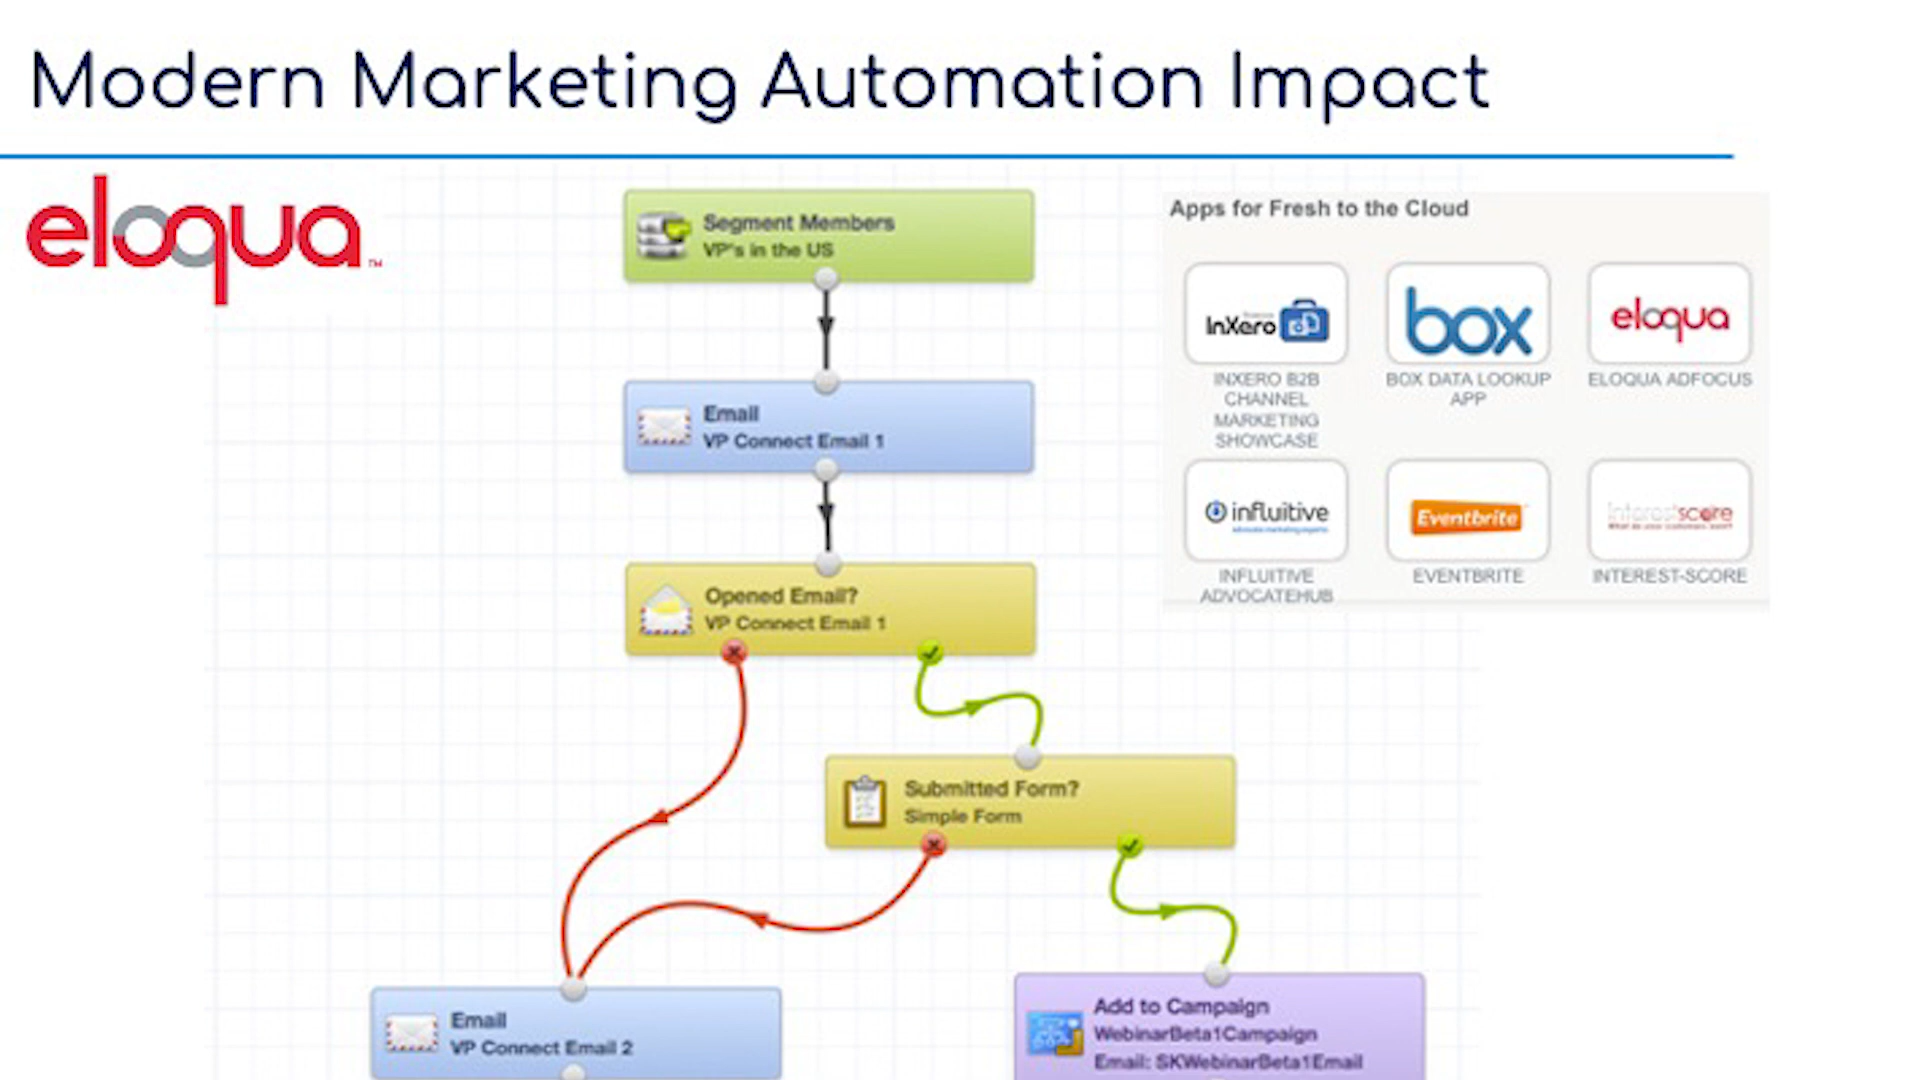 Modern Marketing Automation Impact
eloqua™
Segment Members
VP's in the US
Email
VP Connect Email 1
Opened Email?
VP Connect Email 1
Submitted Form?
Simple Form
Email
VP Connect Email 2
Add to Campaign
WebinarBeta1Campaign
Email: SKWebinarBeta1Email
Apps for Fresh to the Cloud
InXero
box
eloqua
INXERO B2B
CHANNEL
MARKETING
SHOWCASE
BOX DATA LOOKUP
APP
ELOQUA ADFOCUS
influitive
Eventbrite
interest score
INFLUITIVE
ADVOCATEHUB
EVENTBRITE
INTEREST-SCORE